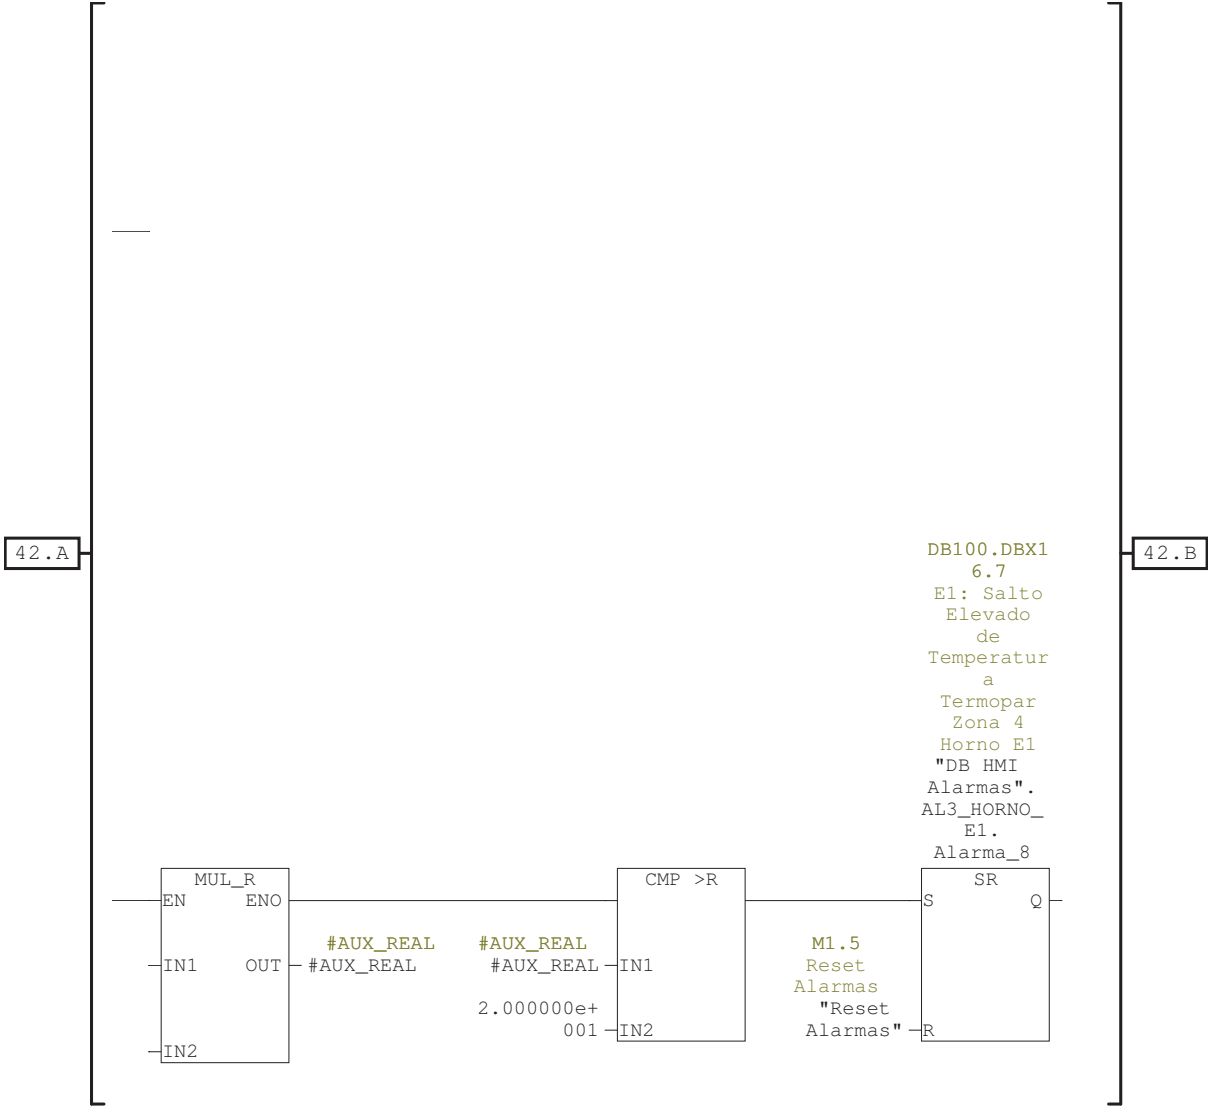 42.A
42.B
DB100.DBX1
6.7
E1: Salto
Elevado
de
Temperatur
a
Termopar
Zona 4
Horno E1
"DB HMI
Alarmas".
AL3_HORNO_
E1.
Alarma_8
MUL_R
EN ENO
#AUX_REAL
IN1 OUT #AUX_REAL
IN2
CMP >R
#AUX_REAL
#AUX_REAL IN1
2.000000e+
001 IN2
SR
S Q
M1.5
Reset
Alarmas
"Reset
Alarmas" R